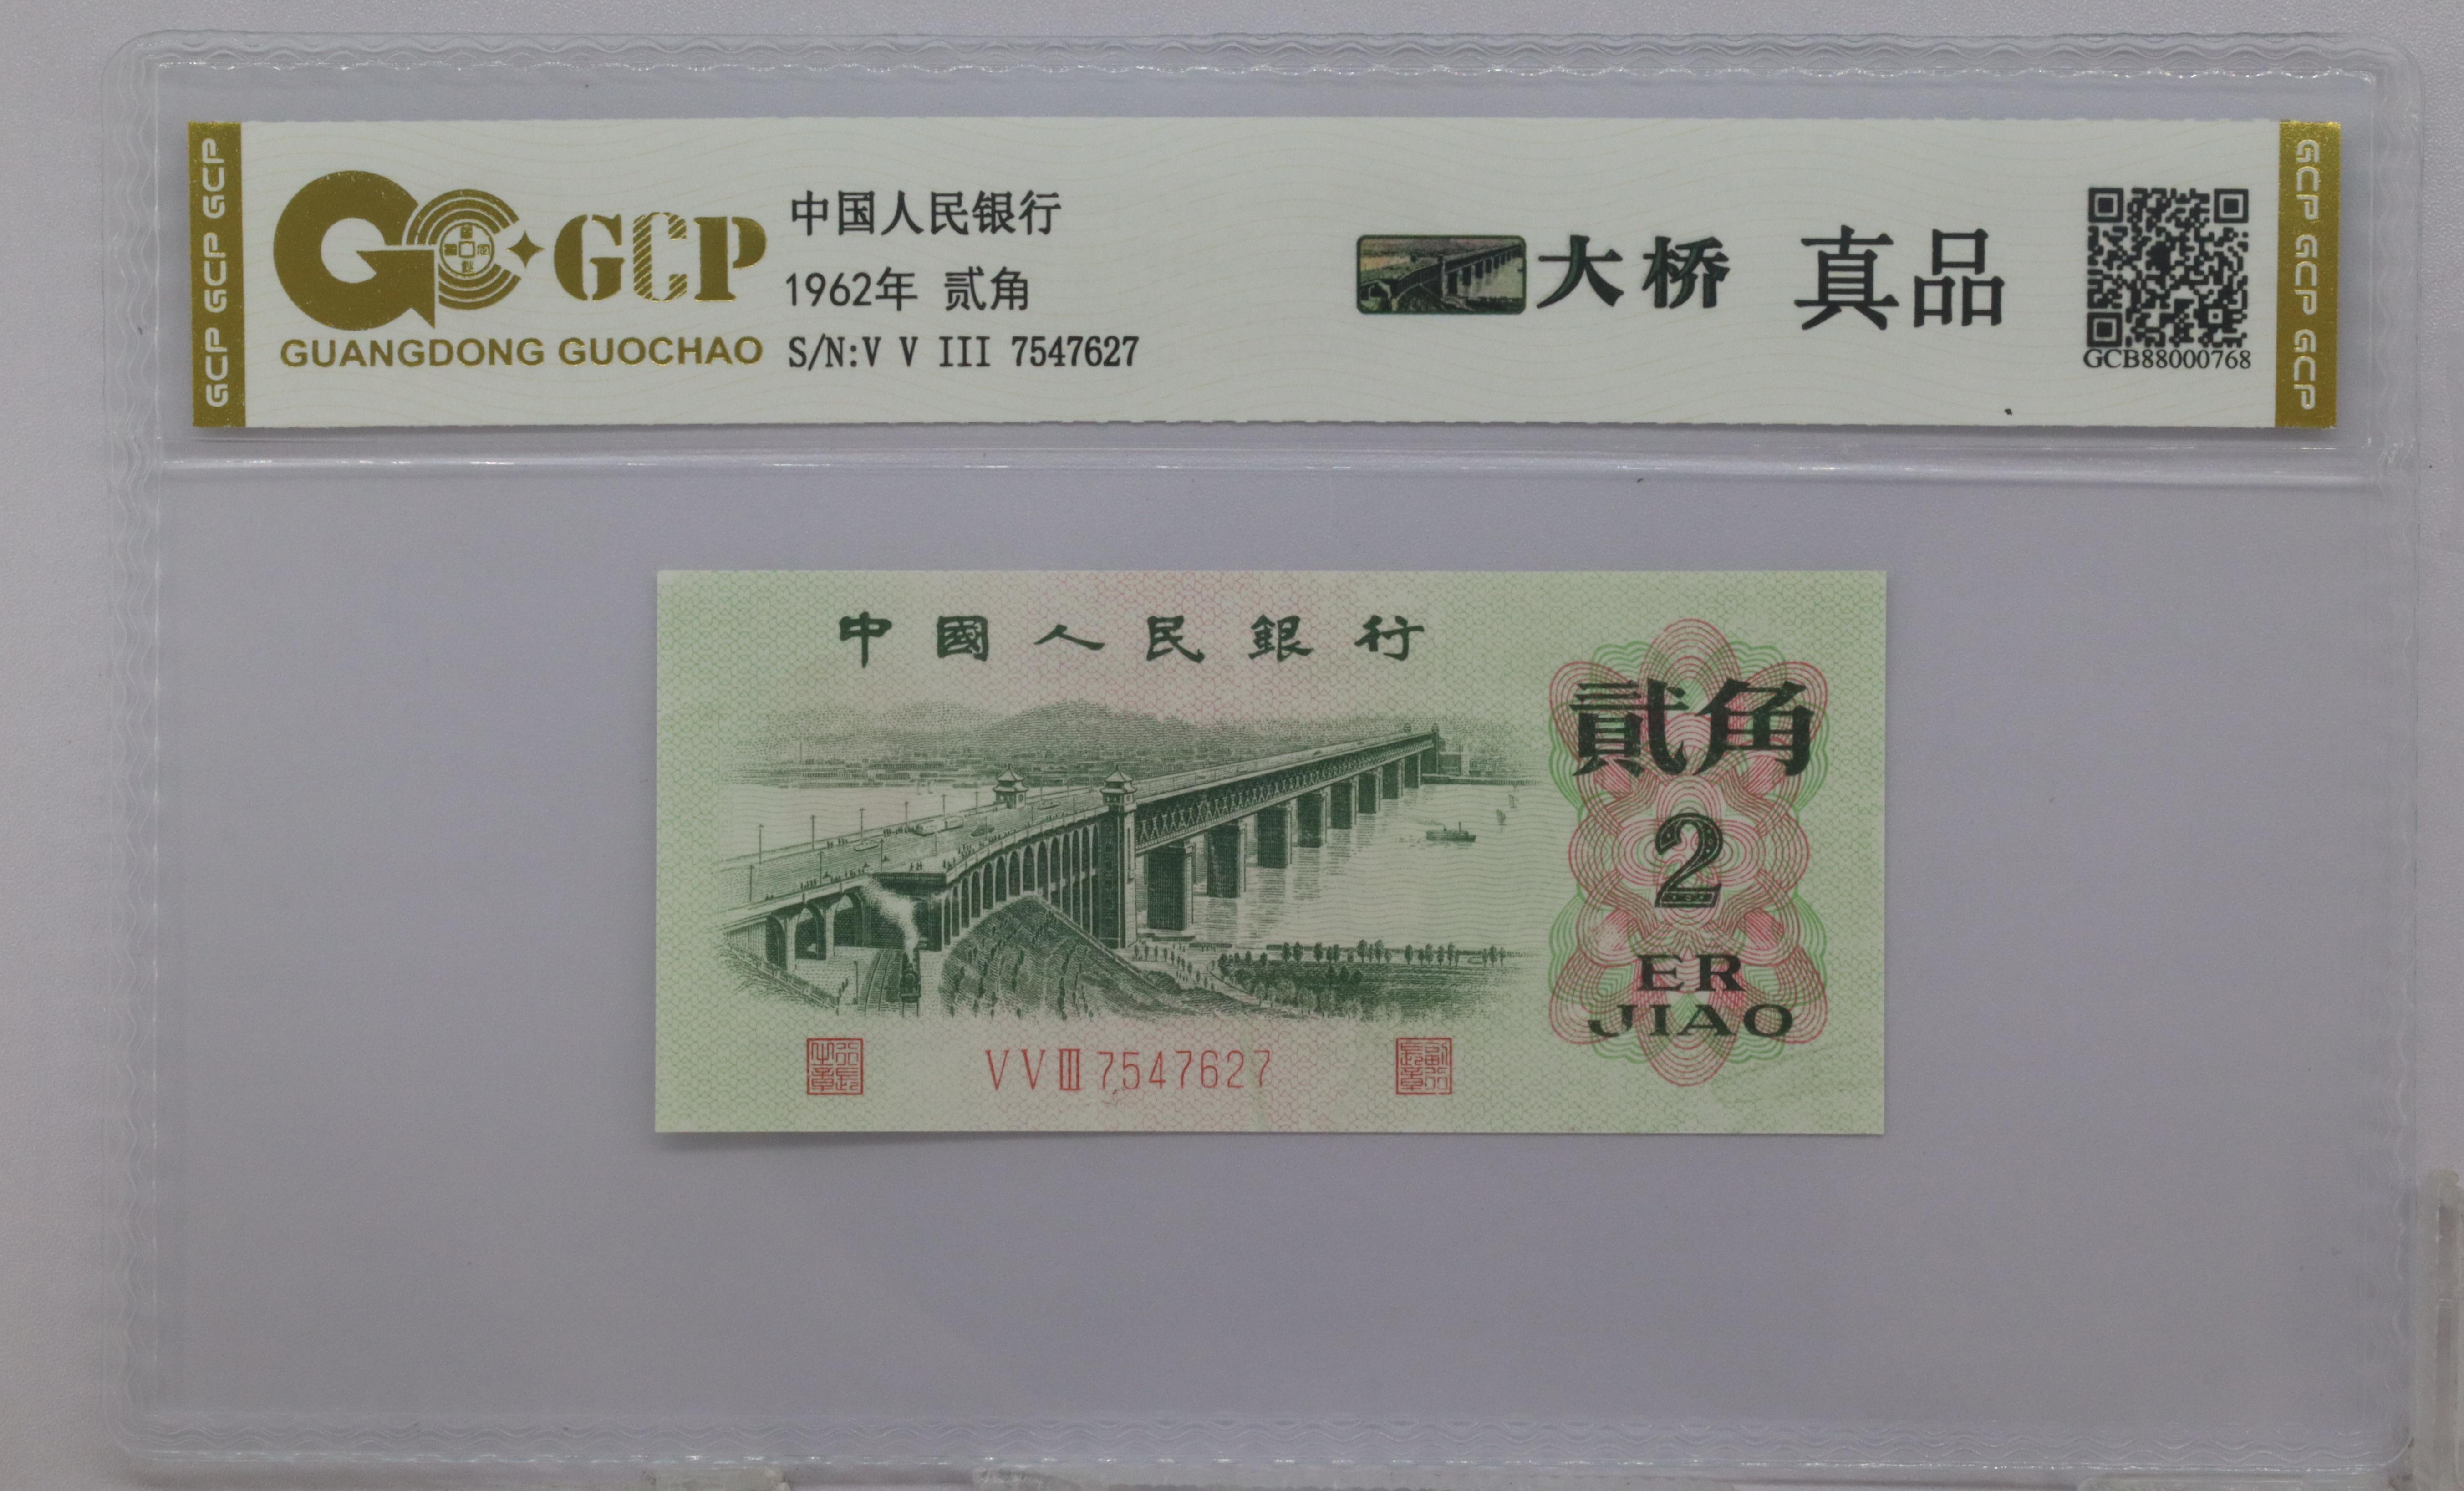 GCP GCP GCP
GCP
GUANGDONG GUOCHAO
中国人民银行
1962年 贰角
S/N:V V III 7547627
大桥 真品
GCB88000768
GCP GCP GCP
中國人民銀行
貳角
2
ER
JIAO
VV III 7547627